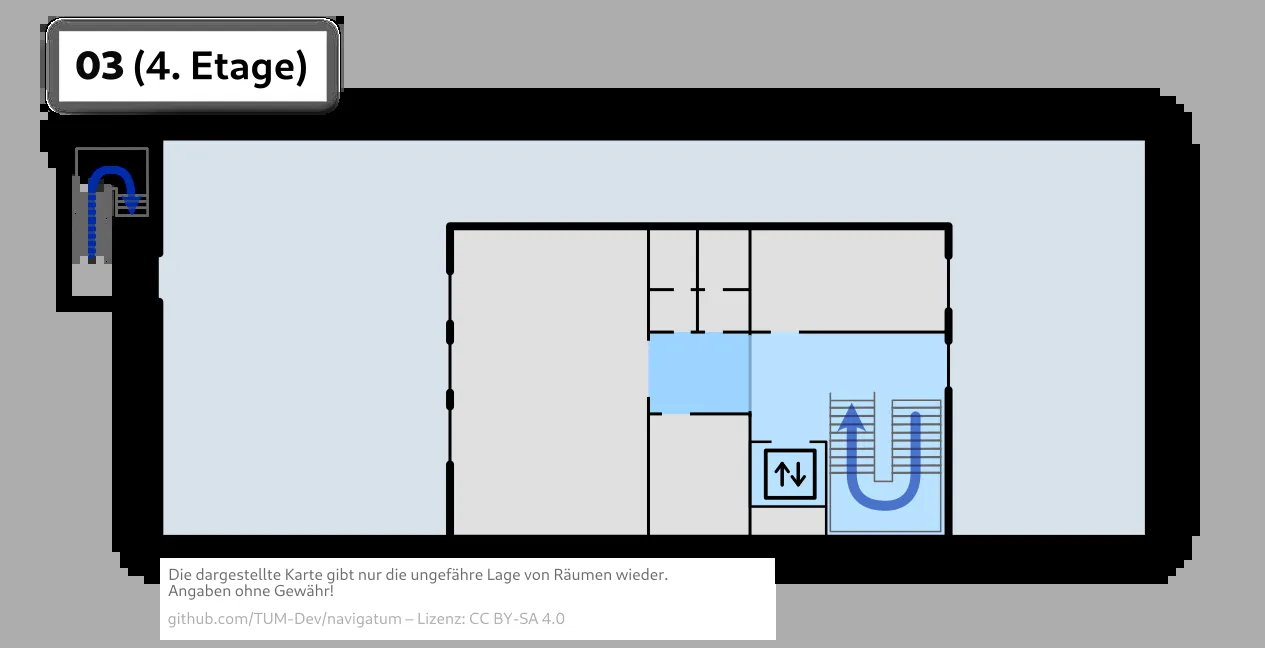 03 (4. Etage)
Die dargestellte Karte gibt nur die ungefähre Lage von Räumen wieder.
Angaben ohne Gewähr!
github.com/TUM-Dev/navigatum – Lizenz: CC BY-SA 4.0